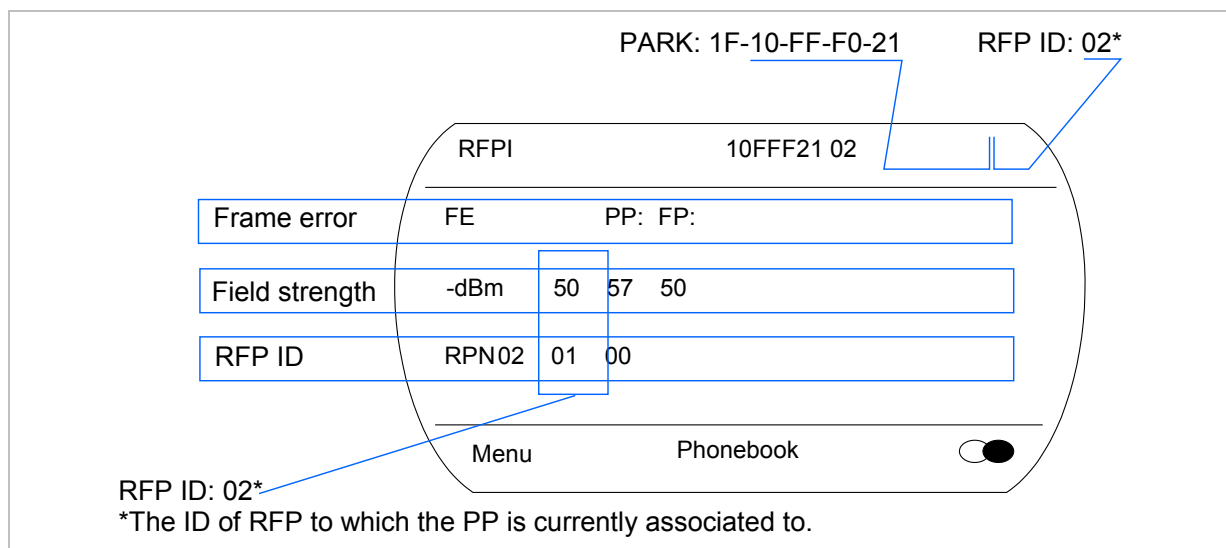 PARK: 1F-10-FF-F0-21 RFP ID: 02*
RFPI 10FFF21 02
Frame error FE PP: FP:
Field strength -dBm 50 57 50
RFP ID RPN02 01 00
Menu Phonebook
RFP ID: 02*
*The ID of RFP to which the PP is currently associated to.